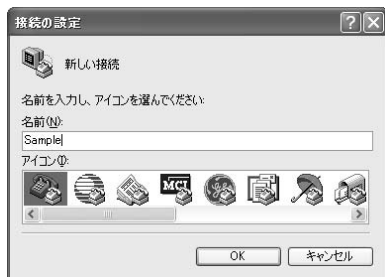 接続の設定
新しい接続
名前を入力し、アイコンを選んでください:
名前(N):
Sample
アイコン(I):
MCI
OK
キャンセル